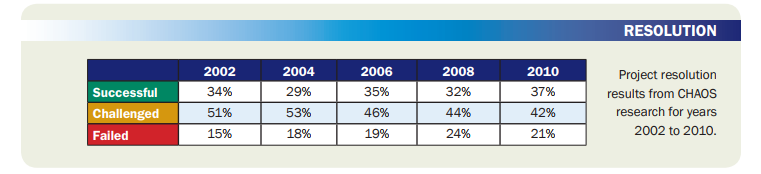 RESOLUTION
2002 2004 2006 2008 2010
Successful 34% 29% 35% 32% 37%
Challenged 51% 53% 46% 44% 42%
Failed 15% 18% 19% 24% 21%
Project resolution
results from CHAOS
research for years
2002 to 2010.